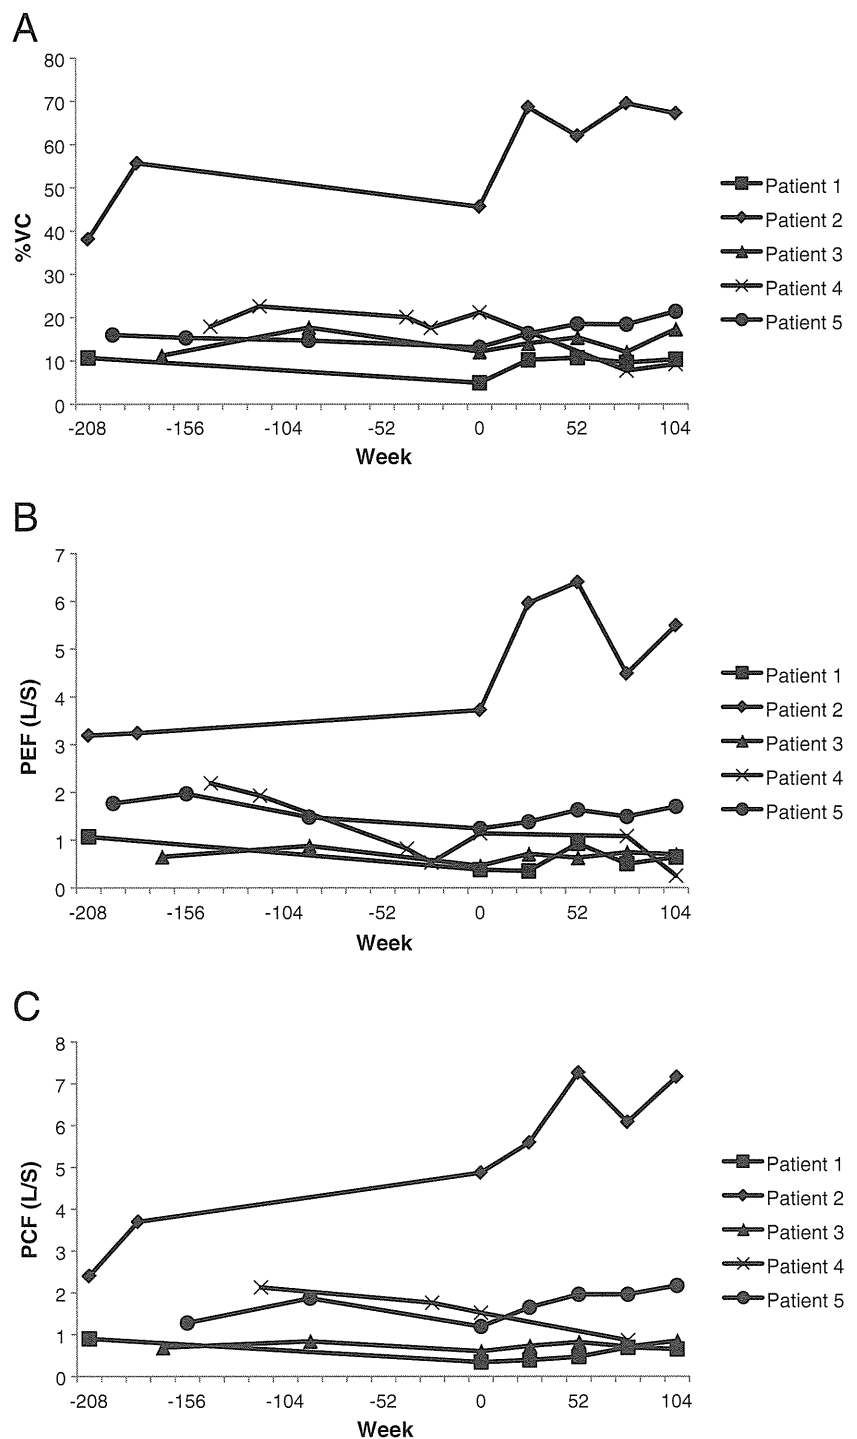 A
80
70
60
50
40
30
20
10
0
%VC
-208 -156 -104 -52 0 52 104
Week
Patient 1
Patient 2
Patient 3
Patient 4
Patient 5
B
7
6
5
4
3
2
1
0
PEF (L/S)
-208 -156 -104 -52 0 52 104
Week
Patient 1
Patient 2
Patient 3
Patient 4
Patient 5
C
8
7
6
5
4
3
2
1
0
PCF (L/S)
-208 -156 -104 -52 0 52 104
Week
Patient 1
Patient 2
Patient 3
Patient 4
Patient 5